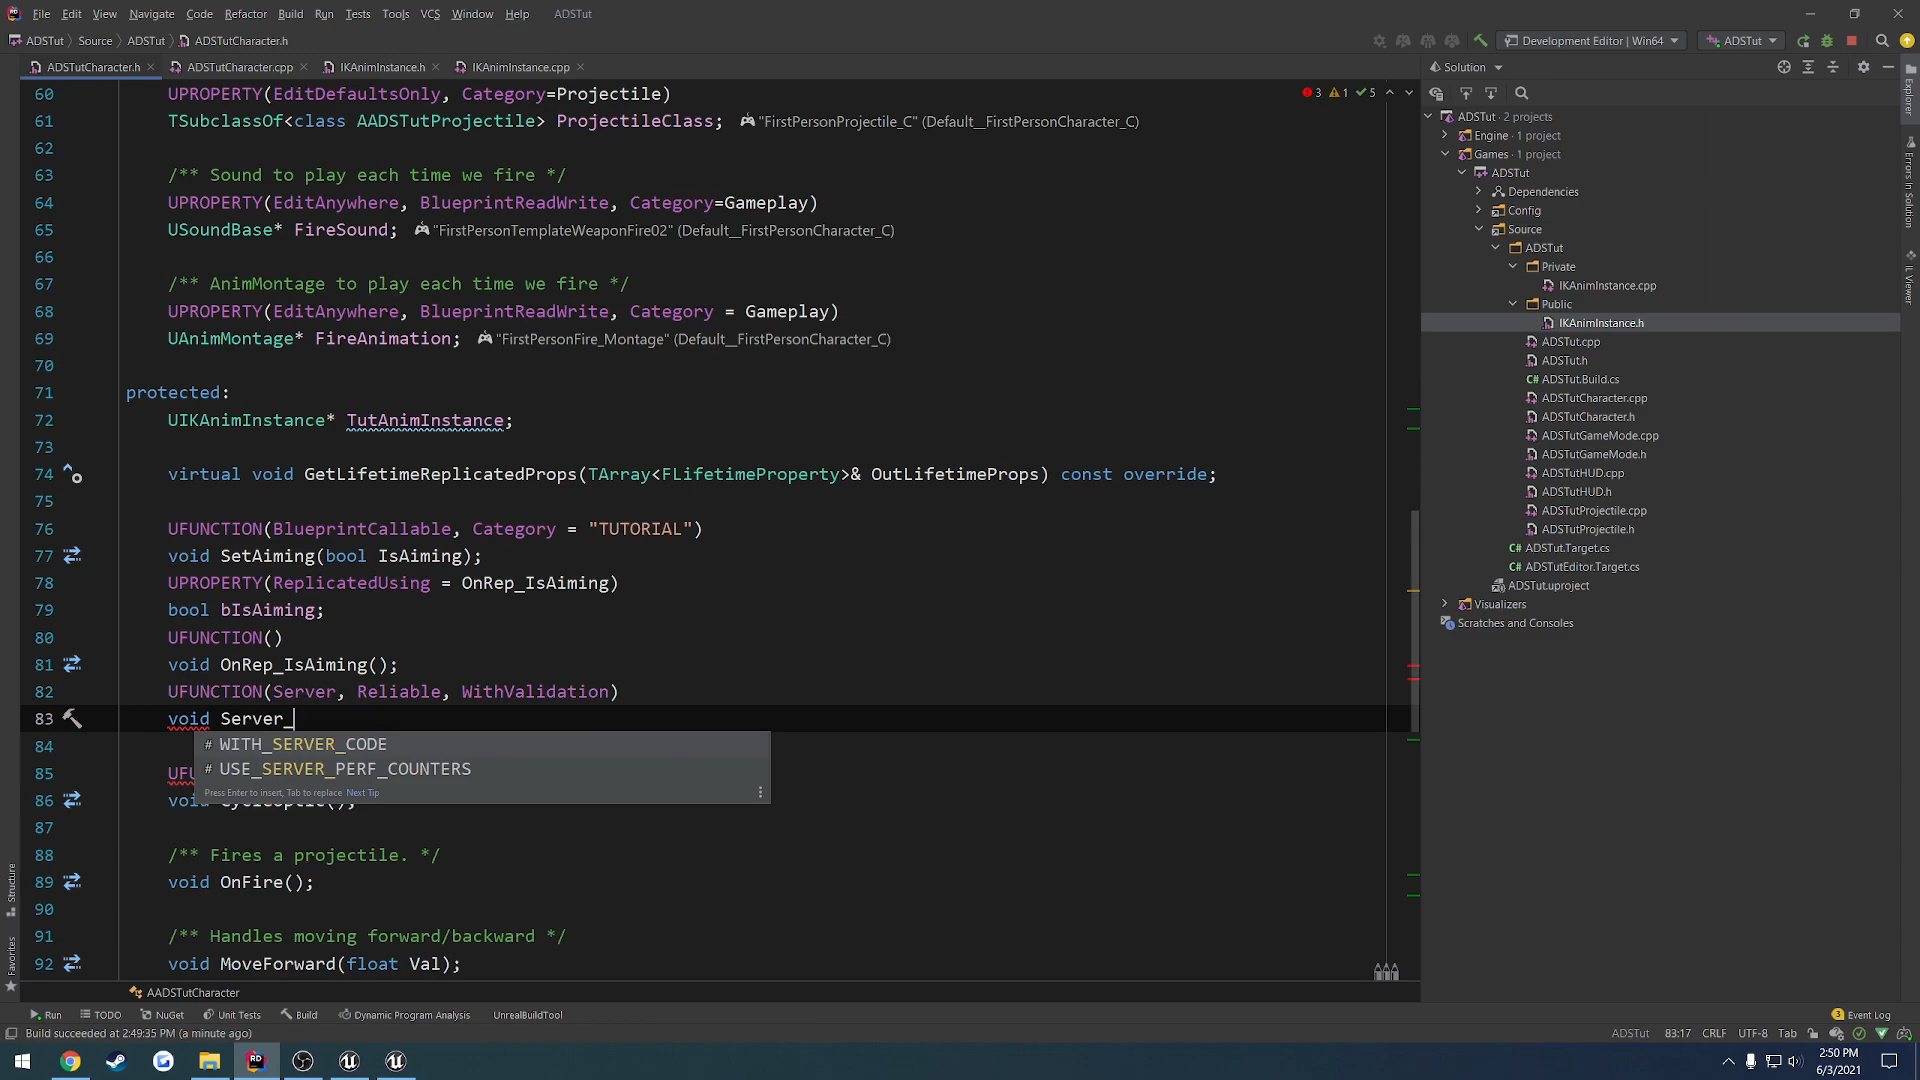 File Edit View Navigate Code Refactor Build Run Tests Tools VCS Window Help ADSTut
ADSTut Source ADSTut ADSTutCharacter.h Development Editor | Win64 ADSTut
ADSTutCharacter.h ADSTutCharacter.cpp IKAnimInstance.h IKAnimInstance.cpp
3 1 5
60 UPROPERTY(EditDefaultsOnly, Category=Projectile)
61 TSubclassOf<class AADSTutProjectile> ProjectileClass; "FirstPersonProjectile_C" (Default__FirstPersonCharacter_C)
62
63 /** Sound to play each time we fire */
64 UPROPERTY(EditAnywhere, BlueprintReadWrite, Category=Gameplay)
65 USoundBase* FireSound; "FirstPersonTemplateWeaponFire02" (Default__FirstPersonCharacter_C)
66
67 /** AnimMontage to play each time we fire */
68 UPROPERTY(EditAnywhere, BlueprintReadWrite, Category = Gameplay)
69 UAnimMontage* FireAnimation; "FirstPersonFire_Montage" (Default__FirstPersonCharacter_C)
70
71 protected:
72 UIKAnimInstance* TutAnimInstance;
73
74 virtual void GetLifetimeReplicatedProps(TArray<FLifetimeProperty>& OutLifetimeProps) const override;
75
76 UFUNCTION(BlueprintCallable, Category = "TUTORIAL")
77 void SetAiming(bool IsAiming);
78 UPROPERTY(ReplicatedUsing = OnRep_IsAiming)
79 bool bIsAiming;
80 UFUNCTION()
81 void OnRep_IsAiming();
82 UFUNCTION(Server, Reliable, WithValidation)
83 void Server_
84
# WITH_SERVER_CODE
# USE_SERVER_PERF_COUNTERS
Press Enter to insert, Tab to replace Next Tip
85
86
87
88 /** Fires a projectile. */
89 void OnFire();
90
91 /** Handles moving forward/backward */
92 void MoveForward(float Val);
AADSTutCharacter
Solution
ADSTut · 2 projects
Engine · 1 project
Games · 1 project
ADSTut
Dependencies
Config
Source
ADSTut
Private
IKAnimInstance.cpp
Public
IKAnimInstance.h
ADSTut.cpp
ADSTut.h
C# ADSTut.Build.cs
ADSTutCharacter.cpp
ADSTutCharacter.h
ADSTutGameMode.cpp
ADSTutGameMode.h
ADSTutHUD.cpp
ADSTutHUD.h
ADSTutProjectile.cpp
ADSTutProjectile.h
C# ADSTut.Target.cs
C# ADSTutEditor.Target.cs
ADSTut.uproject
Visualizers
Scratches and Consoles
Explorer
Errors In Solution
IL Viewer
Structure
Favorites
Run TODO NuGet Unit Tests Build Dynamic Program Analysis UnrealBuildTool 3 Event Log
Build succeeded at 2:49:35 PM (a minute ago) ADSTut 83:17 CRLF UTF-8 Tab
2:50 PM
6/3/2021